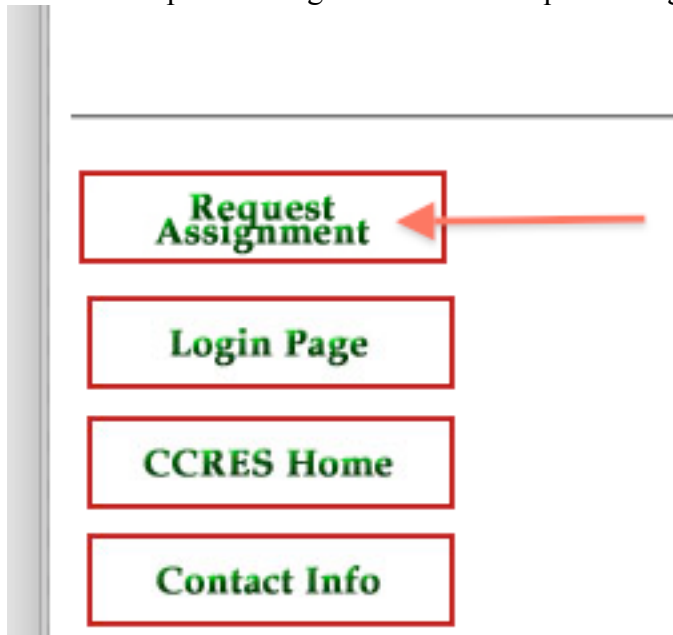 Request
Assignment
Login Page
CCRES Home
Contact Info